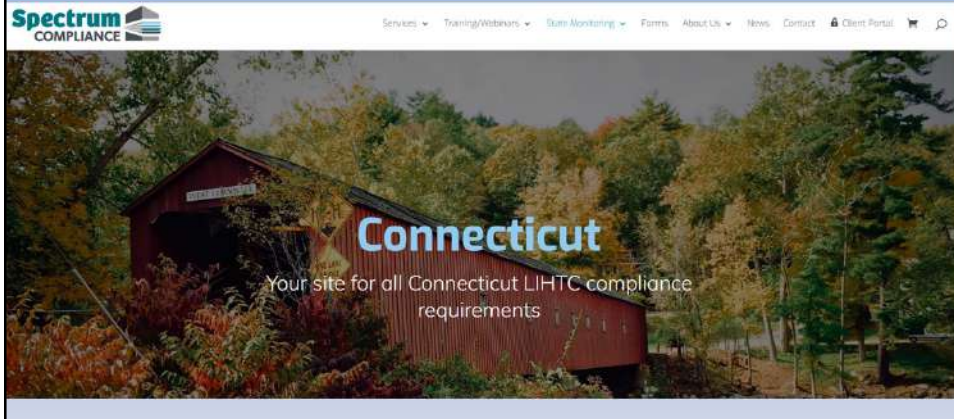 Spectrum
COMPLIANCE
Services
Training/Webinars
State Monitoring
Forms
About Us
News
Contact
Client Portal
Connecticut
Your site for all Connecticut LIHTC compliance
requirements